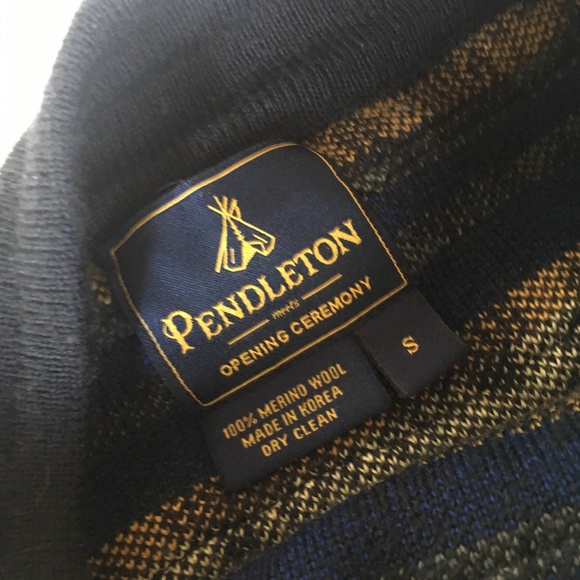 PENDLETON
meets
OPENING CEREMONY
S
100% MERINO WOOL
MADE IN KOREA
DRY CLEAN